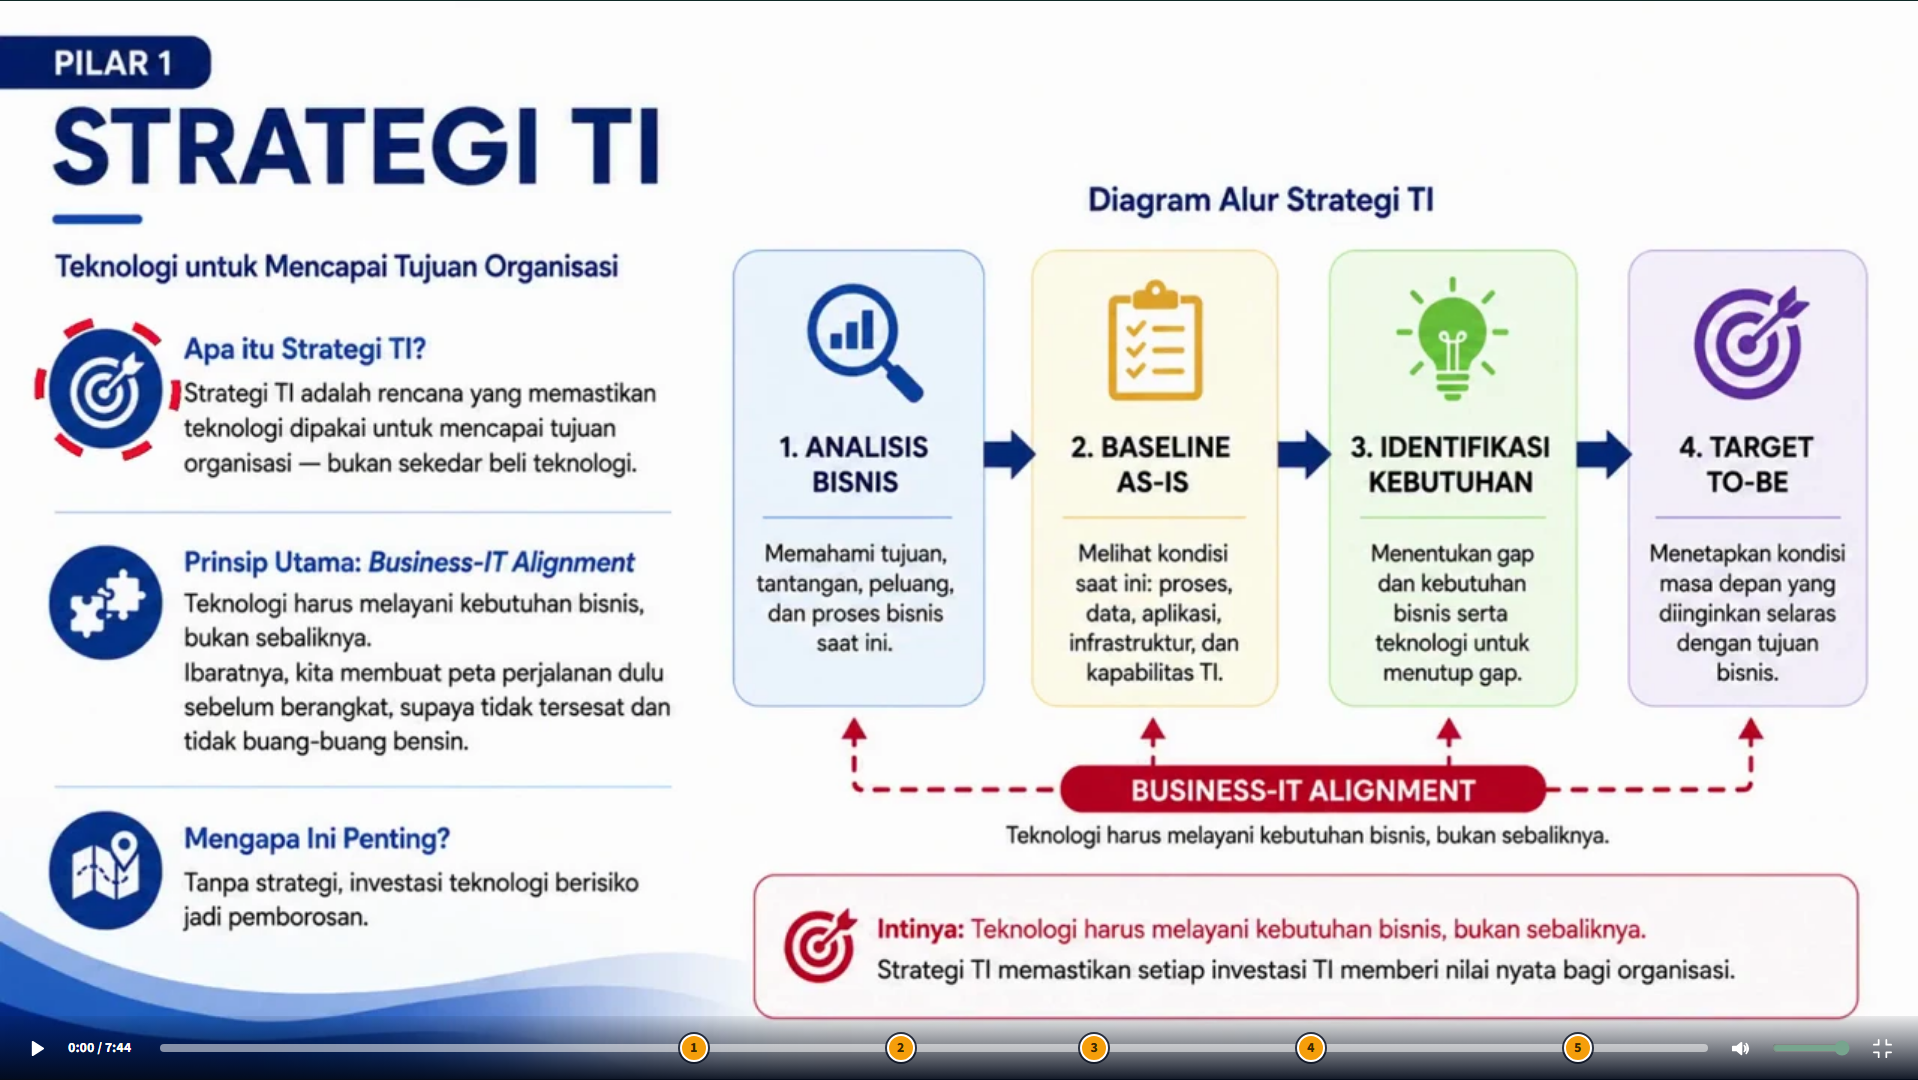 PILAR 1
STRATEGI TI
Teknologi untuk Mencapai Tujuan Organisasi
Apa itu Strategi TI?
Strategi TI adalah rencana yang memastikan
teknologi dipakai untuk mencapai tujuan
organisasi — bukan sekedar beli teknologi.
Prinsip Utama: Business-IT Alignment
Teknologi harus melayani kebutuhan bisnis,
bukan sebaliknya.
Ibaratnya, kita membuat peta perjalanan dulu
sebelum berangkat, supaya tidak tersesat dan
tidak buang-buang bensin.
Mengapa Ini Penting?
Tanpa strategi, investasi teknologi berisiko
jadi pemborosan.
Diagram Alur Strategi TI
1. ANALISIS
BISNIS
Memahami tujuan,
tantangan, peluang,
dan proses bisnis
saat ini.
2. BASELINE
AS-IS
Melihat kondisi
saat ini: proses,
data, aplikasi,
infrastruktur, dan
kapabilitas TI.
3. IDENTIFIKASI
KEBUTUHAN
Menentukan gap
dan kebutuhan
bisnis serta
teknologi untuk
menutup gap.
4. TARGET
TO-BE
Menetapkan kondisi
masa depan yang
diinginkan selaras
dengan tujuan
bisnis.
BUSINESS-IT ALIGNMENT
Teknologi harus melayani kebutuhan bisnis, bukan sebaliknya.
Intinya: Teknologi harus melayani kebutuhan bisnis, bukan sebaliknya.
Strategi TI memastikan setiap investasi TI memberi nilai nyata bagi organisasi.
0:00 / 7:44
1
2
3
4
5